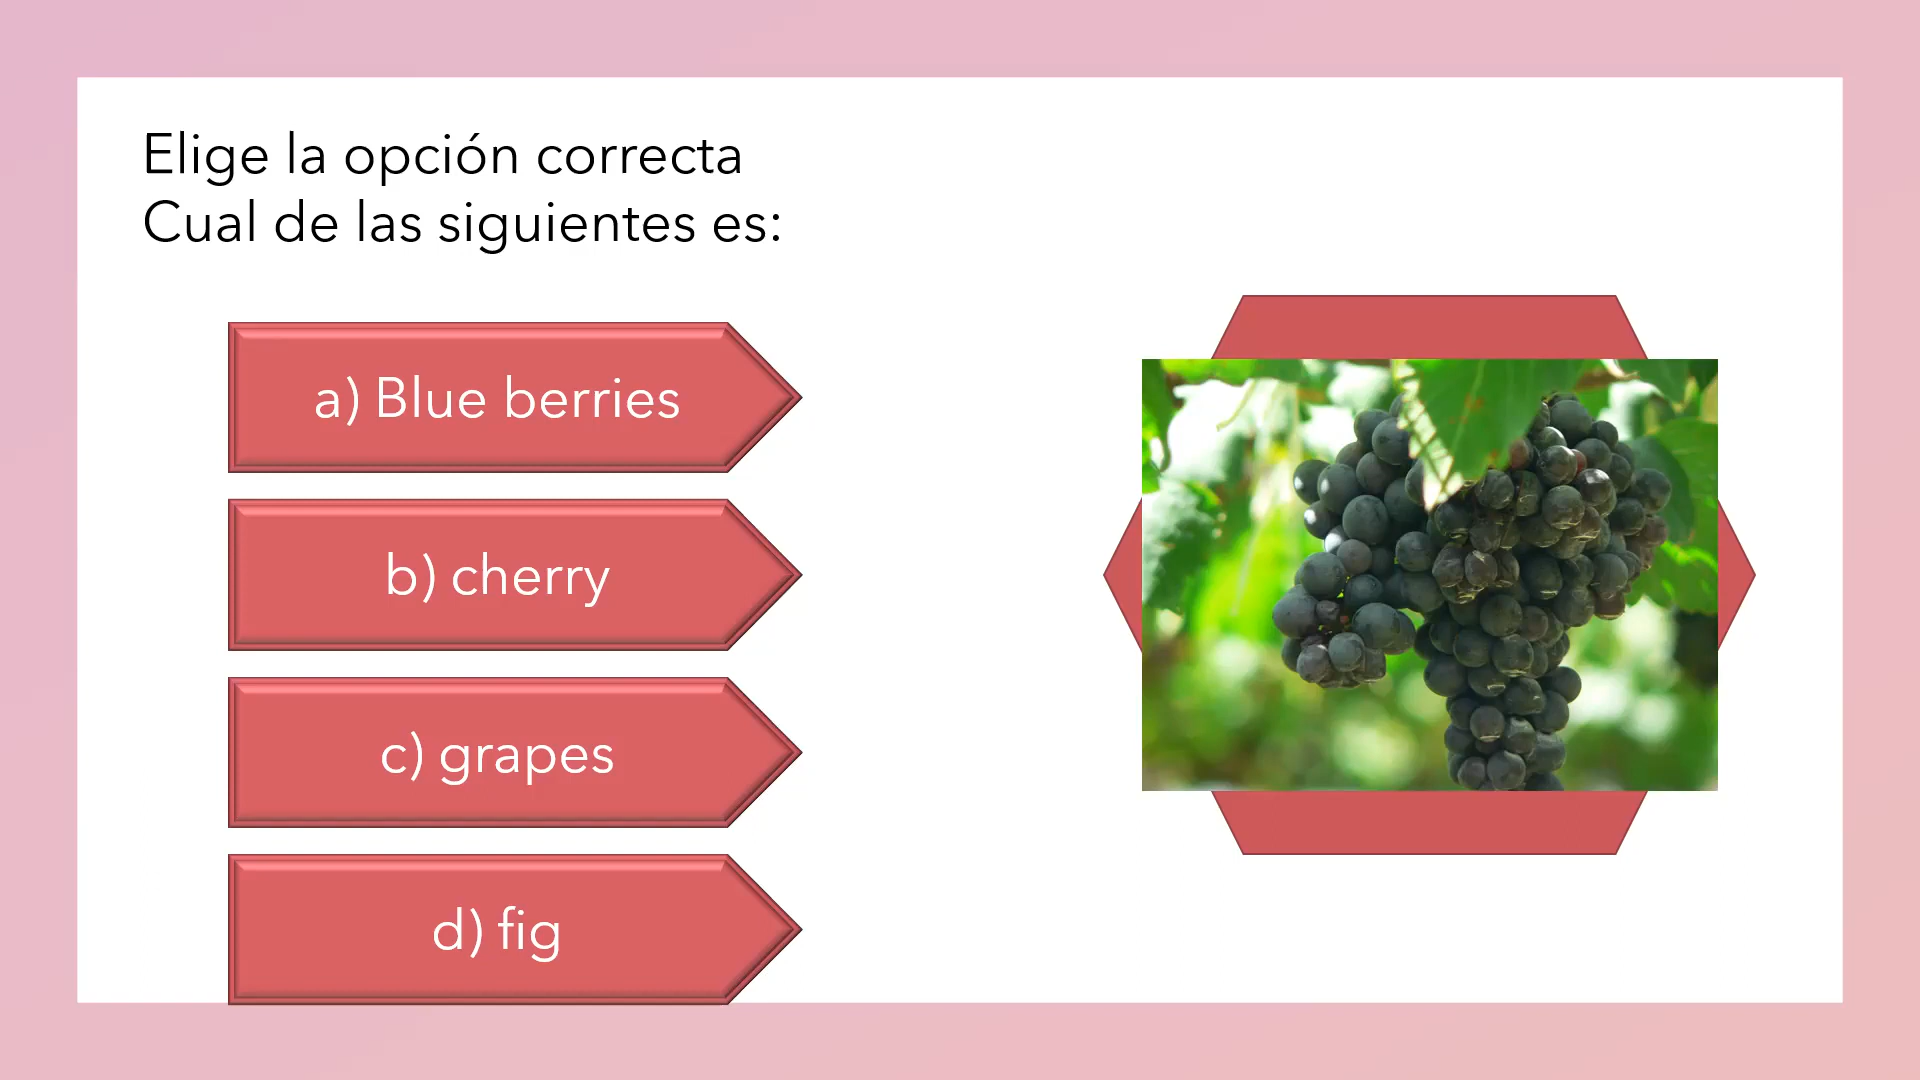 Elige la opción correcta
Cual de las siguientes es:
a) Blue berries
b) cherry
c) grapes
d) fig